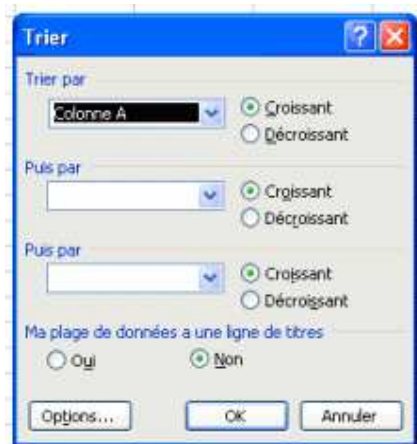 Trier
Trier par
Colonne A
Croissant
Décroissant
Puis par
Croissant
Décroissant
Puis par
Croissant
Décroissant
Ma plage de données a une ligne de titres
Oui Non
Options... OK Annuler